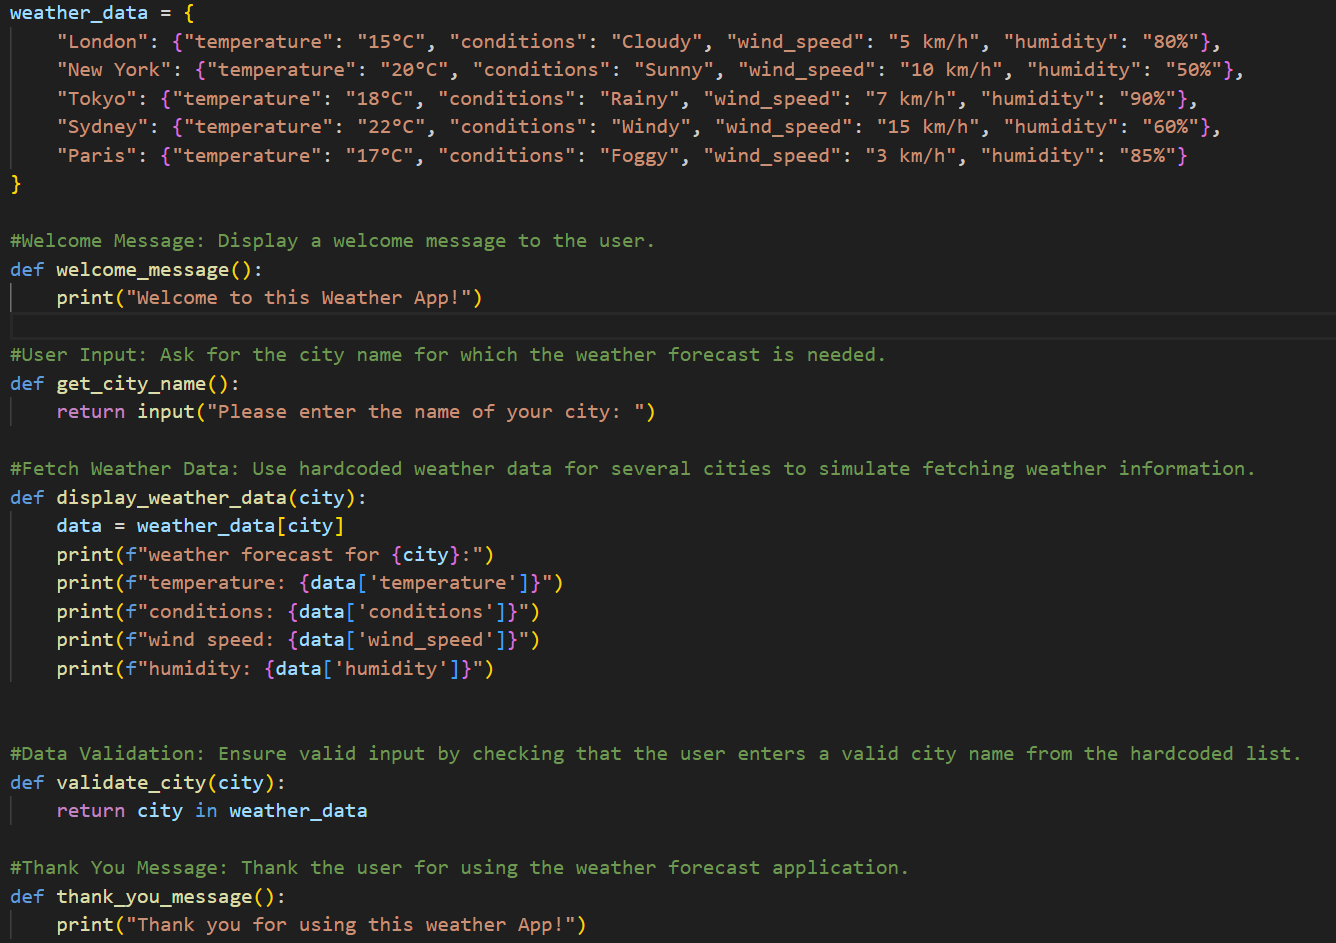 weather_data = {
    "London": {"temperature": "15°C", "conditions": "Cloudy", "wind_speed": "5 km/h", "humidity": "80%"},
    "New York": {"temperature": "20°C", "conditions": "Sunny", "wind_speed": "10 km/h", "humidity": "50%"},
    "Tokyo": {"temperature": "18°C", "conditions": "Rainy", "wind_speed": "7 km/h", "humidity": "90%"},
    "Sydney": {"temperature": "22°C", "conditions": "Windy", "wind_speed": "15 km/h", "humidity": "60%"},
    "Paris": {"temperature": "17°C", "conditions": "Foggy", "wind_speed": "3 km/h", "humidity": "85%"}
}

#Welcome Message: Display a welcome message to the user.
def welcome_message():
    print("Welcome to this Weather App!")

#User Input: Ask for the city name for which the weather forecast is needed.
def get_city_name():
    return input("Please enter the name of your city: ")

#Fetch Weather Data: Use hardcoded weather data for several cities to simulate fetching weather information.
def display_weather_data(city):
    data = weather_data[city]
    print(f"weather forecast for {city}:")
    print(f"temperature: {data['temperature']}")
    print(f"conditions: {data['conditions']}")
    print(f"wind speed: {data['wind_speed']}")
    print(f"humidity: {data['humidity']}")

#Data Validation: Ensure valid input by checking that the user enters a valid city name from the hardcoded list.
def validate_city(city):
    return city in weather_data

#Thank You Message: Thank the user for using the weather forecast application.
def thank_you_message():
    print("Thank you for using this weather App!")